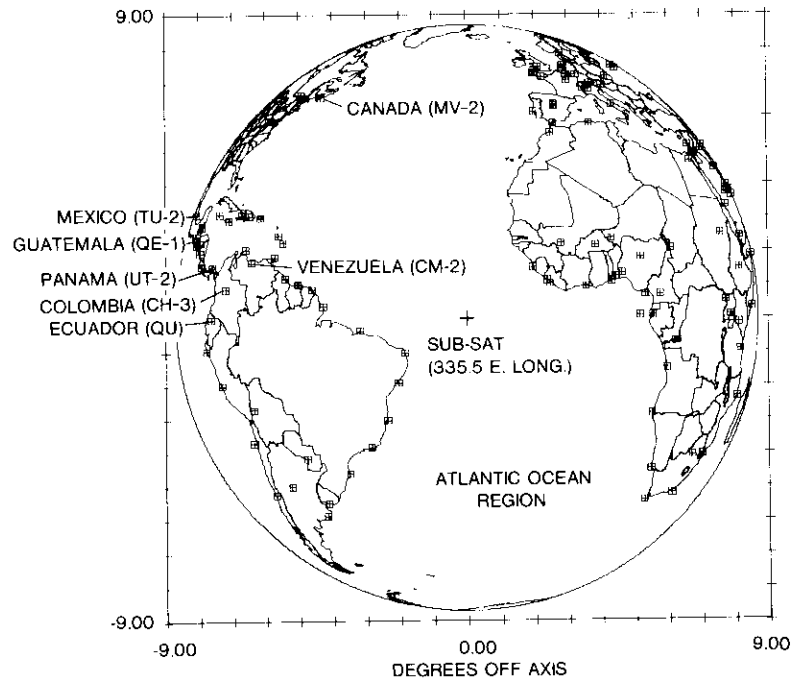 9.00
CANADA (MV-2)
MEXICO (TU-2)
GUATEMALA (QE-1)
PANAMA (UT-2)
VENEZUELA (CM-2)
COLOMBIA (CH-3)
ECUADOR (QU)
SUB-SAT
(335.5 E. LONG.)
ATLANTIC OCEAN
REGION
-9.00
-9.00
0.00
9.00
DEGREES OFF AXIS